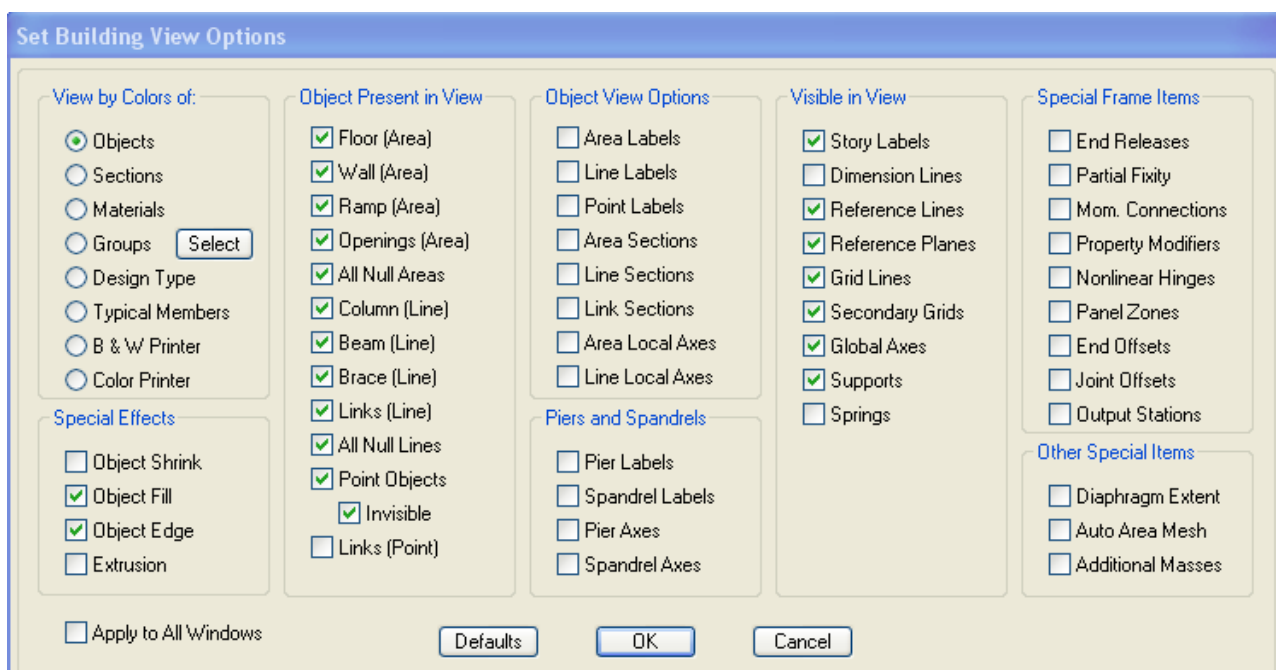 Set Building View Options
View by Colors of:
Objects
Sections
Materials
Groups Select
Design Type
Typical Members
B & W Printer
Color Printer
Special Effects
Object Shrink
Object Fill
Object Edge
Extrusion
Apply to All Windows
Object Present in View
Floor (Area)
Wall (Area)
Ramp (Area)
Openings (Area)
All Null Areas
Column (Line)
Beam (Line)
Brace (Line)
Links (Line)
All Null Lines
Point Objects
Invisible
Links (Point)
Object View Options
Area Labels
Line Labels
Point Labels
Area Sections
Line Sections
Link Sections
Area Local Axes
Line Local Axes
Piers and Spandrels
Pier Labels
Spandrel Labels
Pier Axes
Spandrel Axes
Visible in View
Story Labels
Dimension Lines
Reference Lines
Reference Planes
Grid Lines
Secondary Grids
Global Axes
Supports
Springs
Special Frame Items
End Releases
Partial Fixity
Mom. Connections
Property Modifiers
Nonlinear Hinges
Panel Zones
End Offsets
Joint Offsets
Output Stations
Other Special Items
Diaphragm Extent
Auto Area Mesh
Additional Masses
Defaults OK Cancel